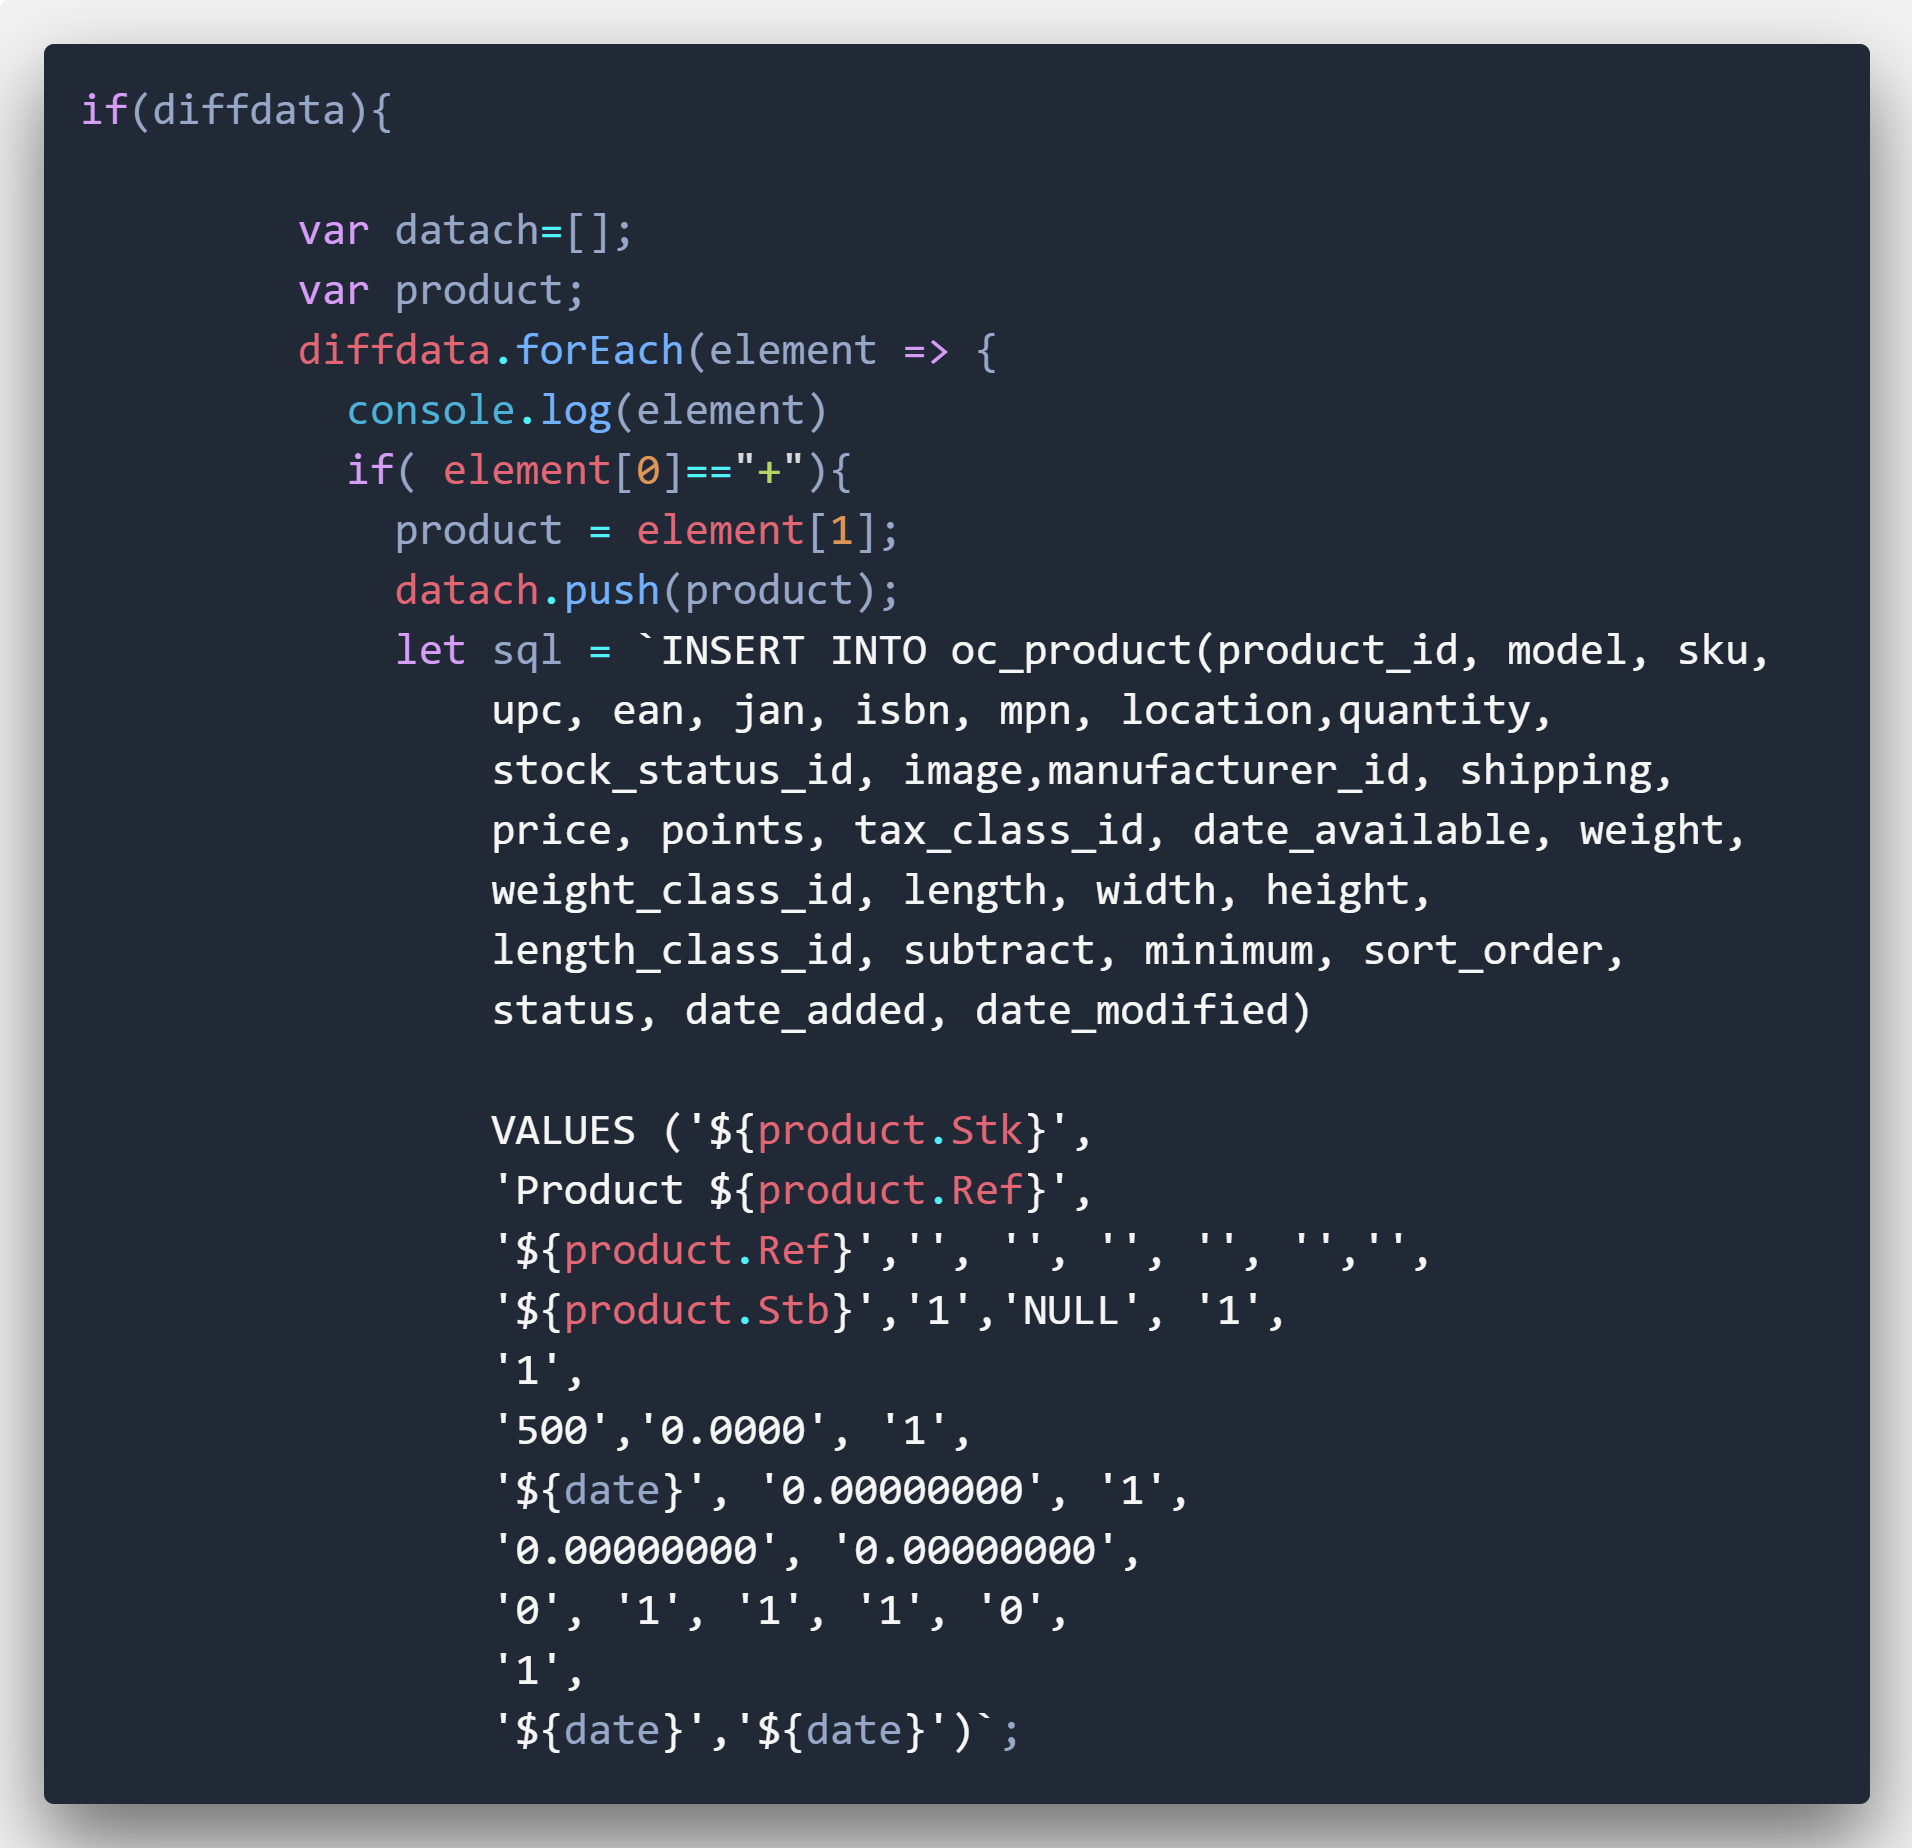 if(diffdata){
var datach=[];
var product;
diffdata.forEach(element => {
console.log(element)
if( element[0]=="+"){
product = element[1];
datach.push(product);
let sql = `INSERT INTO oc_product(product_id, model, sku,
upc, ean, jan, isbn, mpn, location,quantity,
stock_status_id, image,manufacturer_id, shipping,
price, points, tax_class_id, date_available, weight,
weight_class_id, length, width, height,
length_class_id, subtract, minimum, sort_order,
status, date_added, date_modified)
VALUES ('${product.Stk}',
'Product ${product.Ref}',
'${product.Ref}','', '', '', '', '','',
'${product.Stb}','1','NULL', '1',
'1',
'500','0.0000', '1',
'${date}', '0.00000000', '1',
'0.00000000', '0.00000000',
'0', '1', '1', '1', '0',
'1',
'${date}','${date}')`;